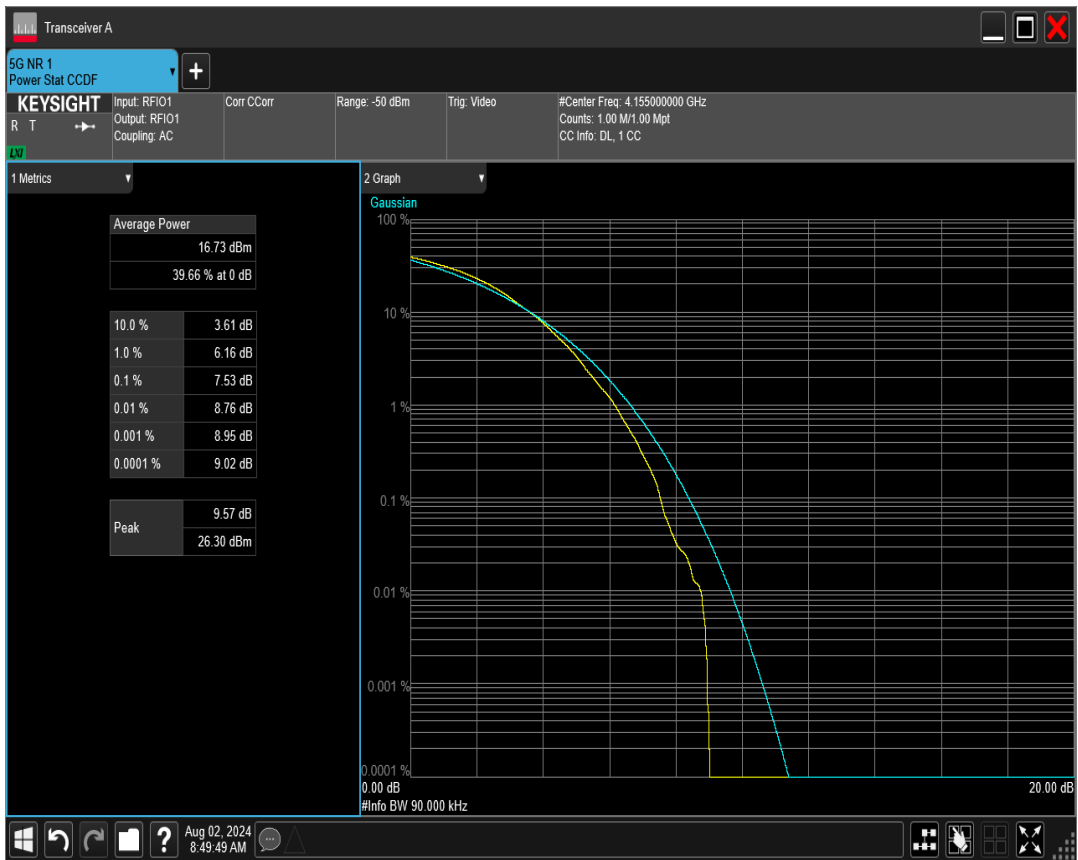 Transceiver A
5G NR 1
Power Stat CCDF
KEYSIGHT
R T
LXI
Input: RFIO1
Output: RFIO1
Coupling: AC
Corr CCorr
Range: -50 dBm
Trig: Video
#Center Freq: 4.155000000 GHz
Counts: 1.00 M/1.00 Mpt
CC Info: DL, 1 CC
1 Metrics
Average Power
16.73 dBm
39.66 % at 0 dB
10.0 % 3.61 dB
1.0 % 6.16 dB
0.1 % 7.53 dB
0.01 % 8.76 dB
0.001 % 8.95 dB
0.0001 % 9.02 dB
Peak
9.57 dB
26.30 dBm
2 Graph
Gaussian
100 %
10 %
1 %
0.1 %
0.01 %
0.001 %
0.0001 %
0.00 dB 20.00 dB
#Info BW 90.000 kHz
?
Aug 02, 2024
8:49:49 AM